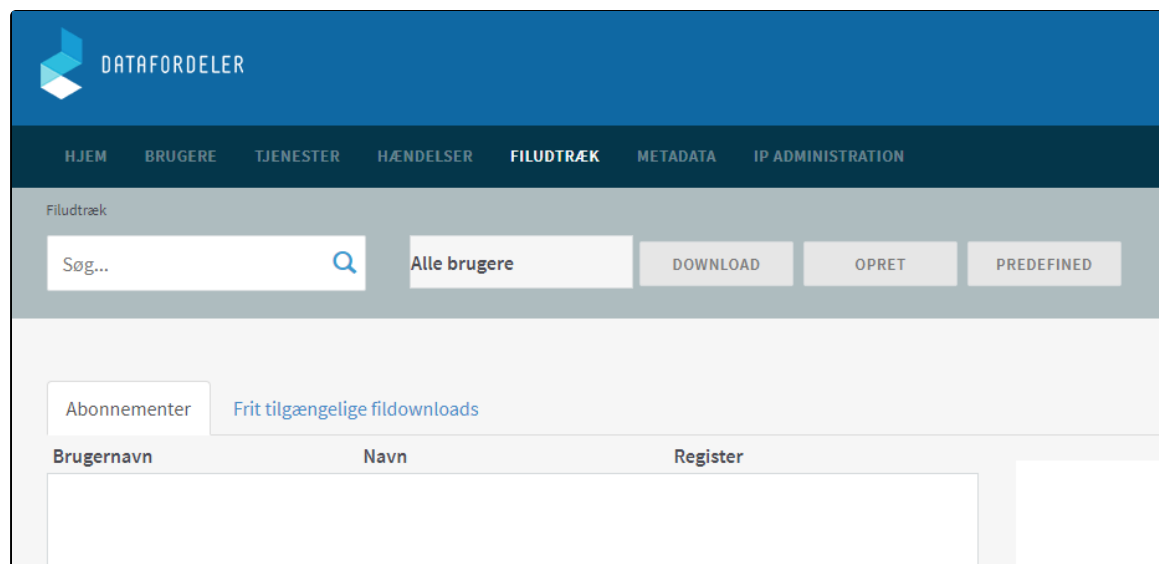 DATAFORDELER
HJEM BRUGERE TJENESTER HÆNDELSER FILUDTRÆK METADATA IP ADMINISTRATION
Filudtræk
Søg... Alle brugere DOWNLOAD OPRET PREDEFINED
Abonnementer Frit tilgængelige fildownloads
Brugernavn Navn Register